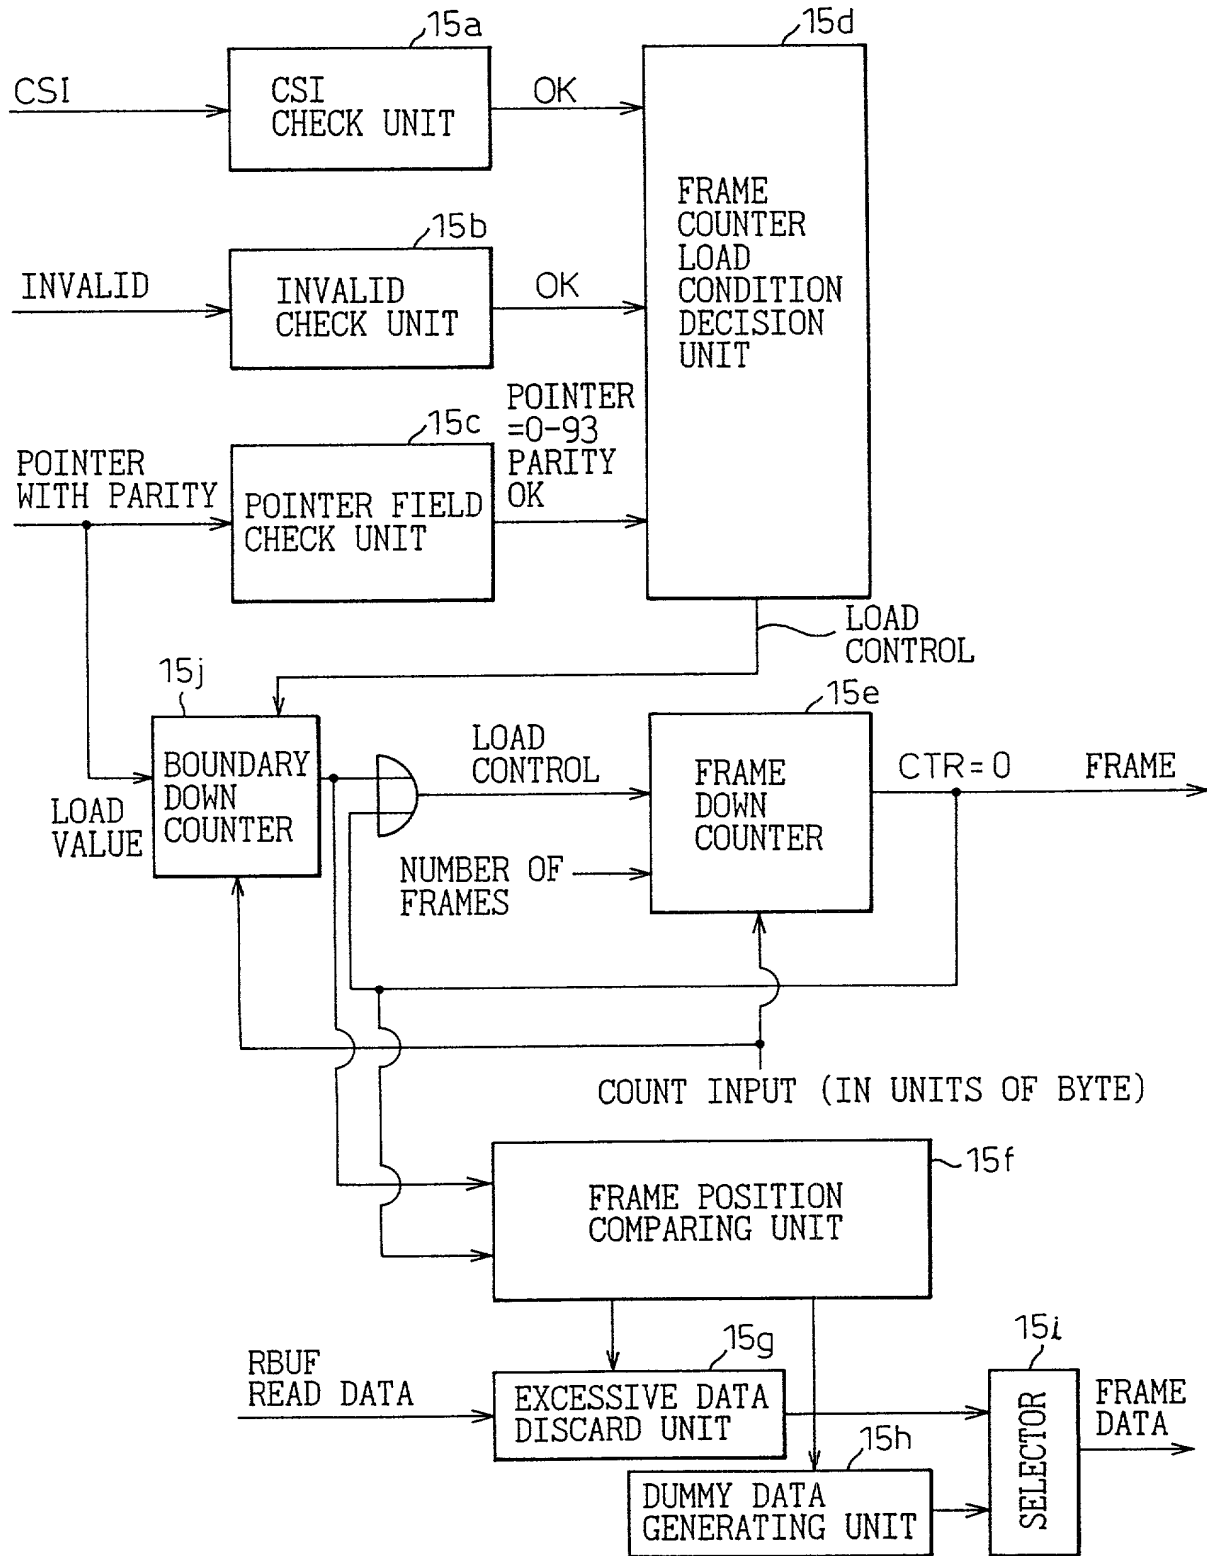 15a
15d
CSI
CSI
CHECK UNIT
OK
15b
INVALID
INVALID
CHECK UNIT
OK
FRAME
COUNTER
LOAD
CONDITION
DECISION
UNIT
15c
POINTER
WITH PARITY
POINTER FIELD
CHECK UNIT
POINTER
=0-93
PARITY
OK
LOAD
CONTROL
15j
15e
BOUNDARY
DOWN
COUNTER
LOAD
VALUE
LOAD
CONTROL
FRAME
DOWN
COUNTER
CTR=0
FRAME
NUMBER OF
FRAMES
COUNT INPUT (IN UNITS OF BYTE)
15f
FRAME POSITION
COMPARING UNIT
15g
15i
RBUF
READ DATA
EXCESSIVE DATA
DISCARD UNIT
SELECTOR
FRAME
DATA
15h
DUMMY DATA
GENERATING UNIT